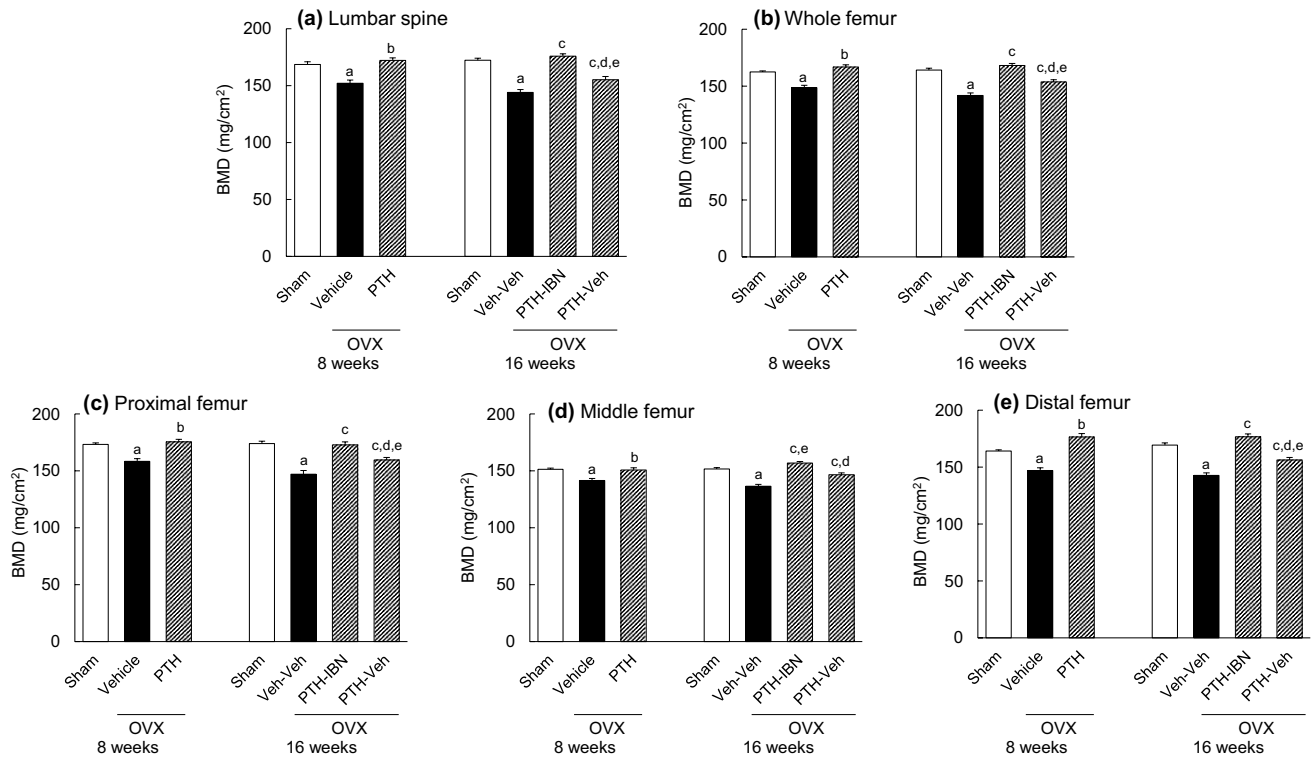 (a) Lumbar spine
200
150
100
50
0
BMD (mg/cm²)
a
b
a
c
c,d,e
Sham
Vehicle
PTH
Sham
Veh-Veh
PTH-IBN
PTH-Veh
OVX
OVX
8 weeks
16 weeks
(b) Whole femur
200
150
100
50
0
BMD (mg/cm²)
a
b
a
c
c,d,e
Sham
Vehicle
PTH
Sham
Veh-Veh
PTH-IBN
PTH-Veh
OVX
OVX
8 weeks
16 weeks
(c) Proximal femur
200
150
100
50
0
BMD (mg/cm²)
a
b
a
c
c,d,e
Sham
Vehicle
PTH
Sham
Veh-Veh
PTH-IBN
PTH-Veh
OVX
OVX
8 weeks
16 weeks
(d) Middle femur
200
150
100
50
0
BMD (mg/cm²)
a
b
a
c,e
c,d
Sham
Vehicle
PTH
Sham
Veh-Veh
PTH-IBN
PTH-Veh
OVX
OVX
8 weeks
16 weeks
(e) Distal femur
200
150
100
50
0
BMD (mg/cm²)
a
b
a
c
c,d,e
Sham
Vehicle
PTH
Sham
Veh-Veh
PTH-IBN
PTH-Veh
OVX
OVX
8 weeks
16 weeks